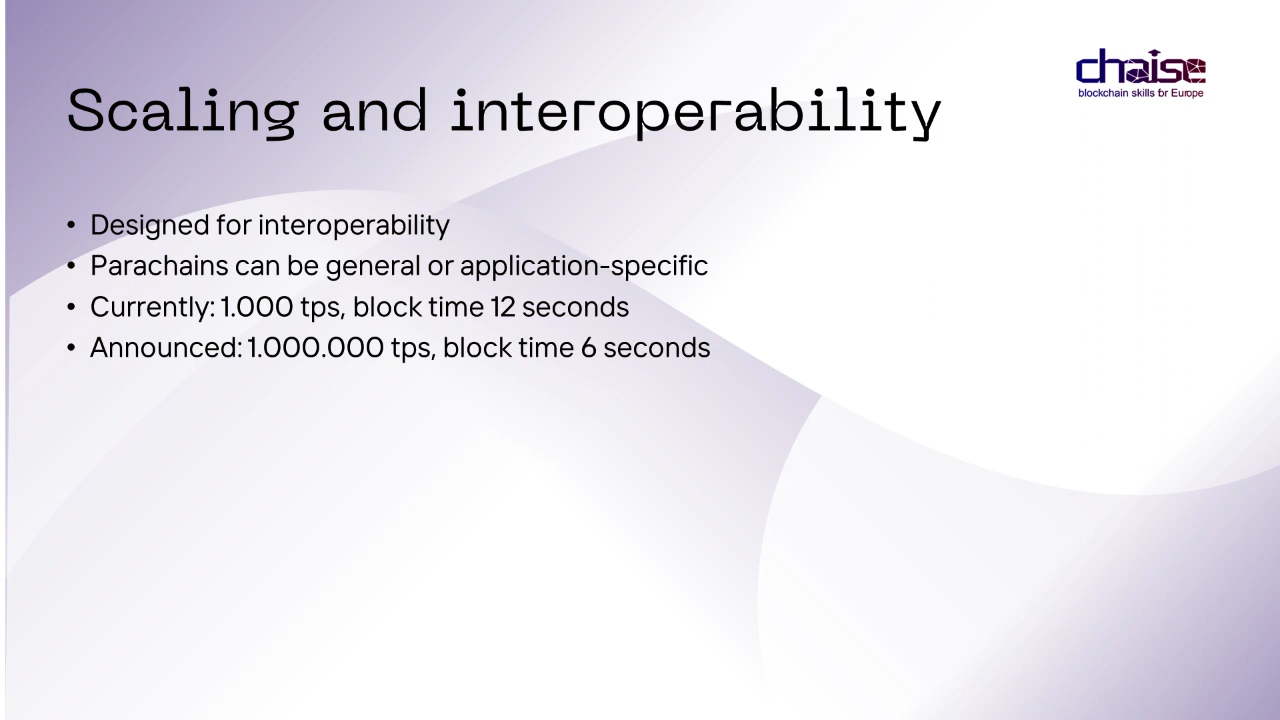 chaise
blockchain skills for Europe
Scaling and interoperability
• Designed for interoperability
• Parachains can be general or application-specific
• Currently: 1.000 tps, block time 12 seconds
• Announced: 1.000.000 tps, block time 6 seconds